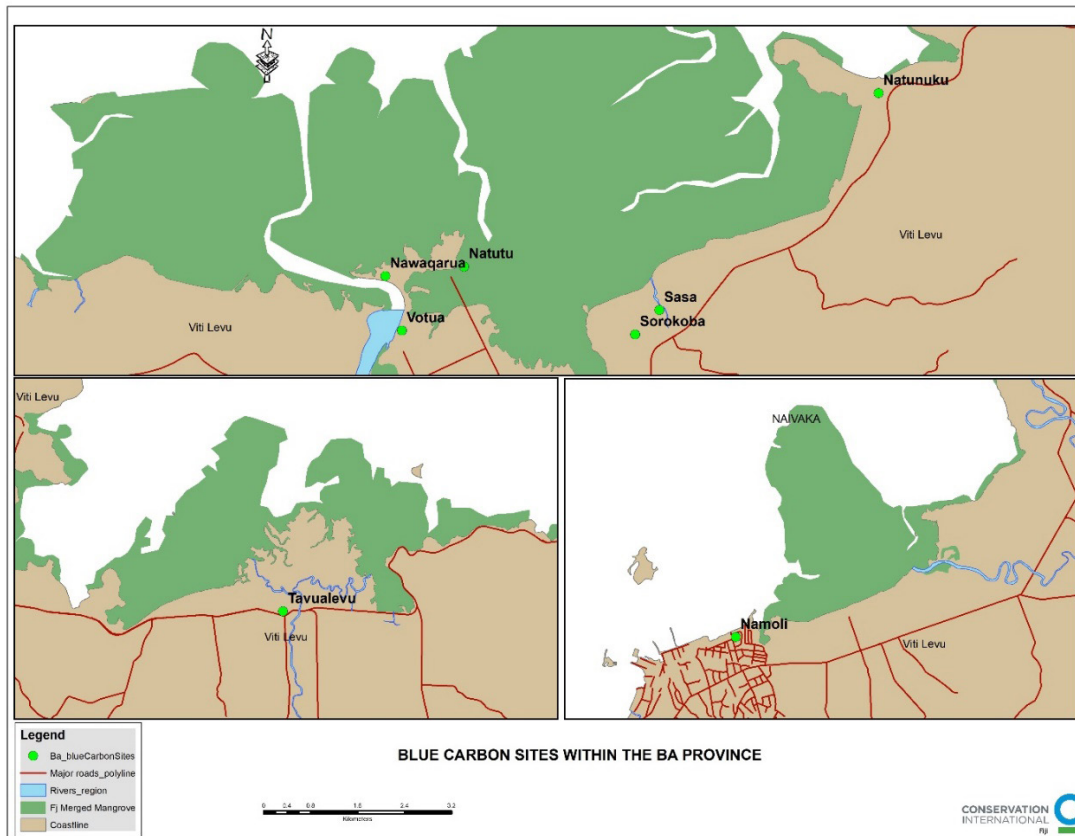 N
Natunuku
Viti Levu
Natutu
Nawaqarua
Sasa
Votua
Sorokoba
Viti Levu
Viti Levu
Tavualevu
Viti Levu
NAIVAKA
Namoli
Viti Levu
Legend
Ba_blueCarbonSites
Major roads_polyline
Rivers_region
Fj Merged Mangrove
Coastline
BLUE CARBON SITES WITHIN THE BA PROVINCE
0 0.4 0.8 1.6 2.4 3.2
Kilometers
CONSERVATION
INTERNATIONAL
Fiji